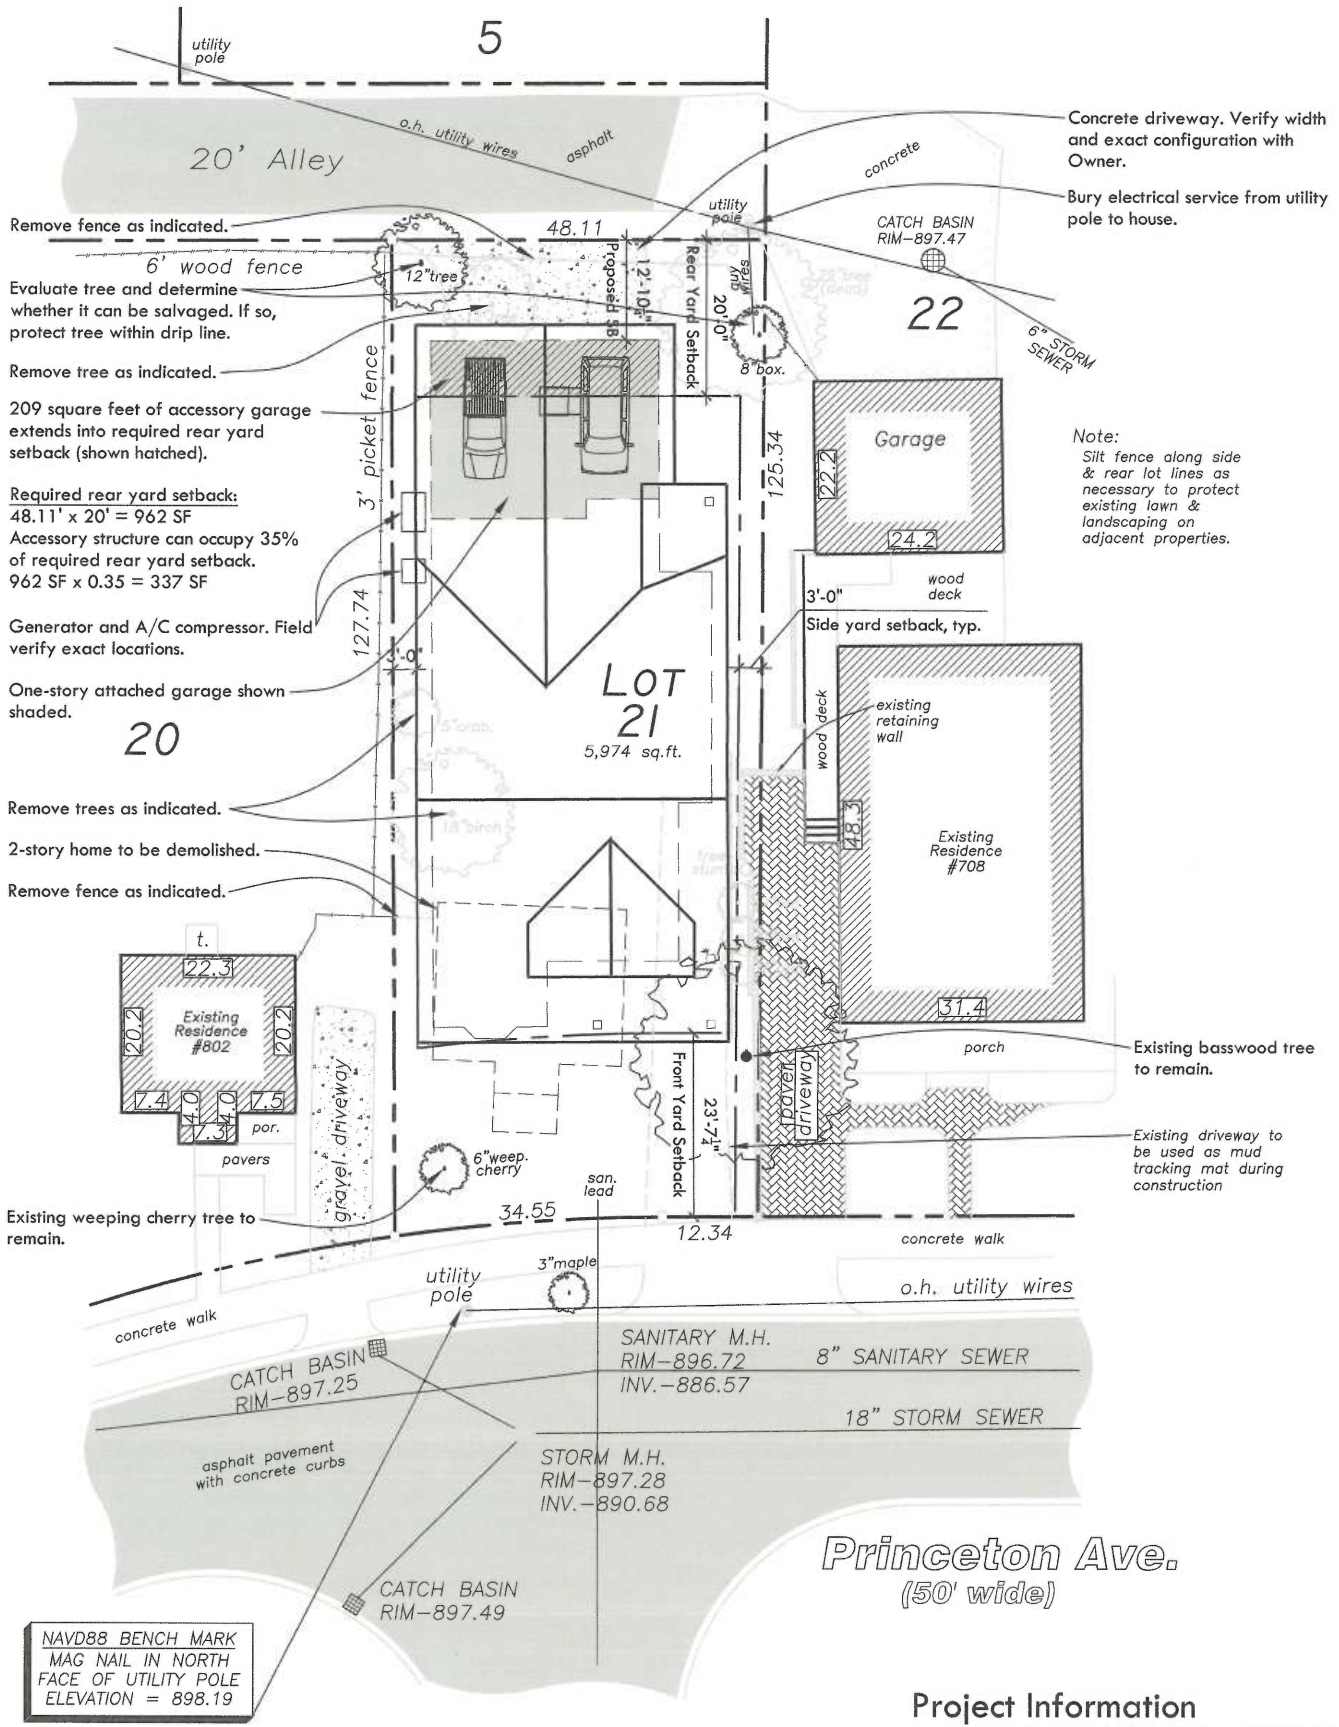 5
utility
pole
o.h. utility wires
asphalt
20' Alley
concrete
Concrete driveway. Verify width
and exact configuration with
Owner.
Bury electrical service from utility
pole to house.
utility
pole
CATCH BASIN
RIM-897.47
Remove fence as indicated.
48.11
6' wood fence
12"tree
Proposed SB
Rear Yard Setback
20'-0"
bury
wires
22
6" STORM
SEWER
Evaluate tree and determine
whether it can be salvaged. If so,
protect tree within drip line.
8"box.
Remove tree as indicated.
209 square feet of accessory garage
extends into required rear yard
setback (shown hatched).
3' picket fence
Garage
22.2
24.2
125.34
Note:
Silt fence along side
& rear lot lines as
necessary to protect
existing lawn &
landscaping on
adjacent properties.
Required rear yard setback:
48.11' x 20' = 962 SF
Accessory structure can occupy 35%
of required rear yard setback.
962 SF x 0.35 = 337 SF
127.74
wood
deck
3'-0"
Side yard setback, typ.
Generator and A/C compressor. Field
verify exact locations.
One-story attached garage shown
shaded.
20
LOT
21
5,974 sq.ft.
existing
retaining
wall
wood deck
5"crab.
18"birch
Remove trees as indicated.
2-story home to be demolished.
Remove fence as indicated.
48.3
Existing
Residence
#708
31.4
porch
t.
22.3
20.2
Existing
Residence
#802
20.2
7.4
4.0
4.0
7.5
7.3
por.
pavers
gravel driveway
Front Yard Setback
23'-7¼"
paver
driveway
Existing basswood tree
to remain.
Existing driveway to
be used as mud
tracking mat during
construction
6"weep.
cherry
san.
lead
Existing weeping cherry tree to
remain.
34.55
12.34
concrete walk
3"maple
utility
pole
o.h. utility wires
concrete walk
CATCH BASIN
RIM-897.25
SANITARY M.H.
RIM-896.72
INV.-886.57
8" SANITARY SEWER
18" STORM SEWER
asphalt pavement
with concrete curbs
STORM M.H.
RIM-897.28
INV.-890.68
Princeton Ave.
(50' wide)
CATCH BASIN
RIM-897.49
NAVD88 BENCH MARK
MAG NAIL IN NORTH
FACE OF UTILITY POLE
ELEVATION = 898.19
Project Information